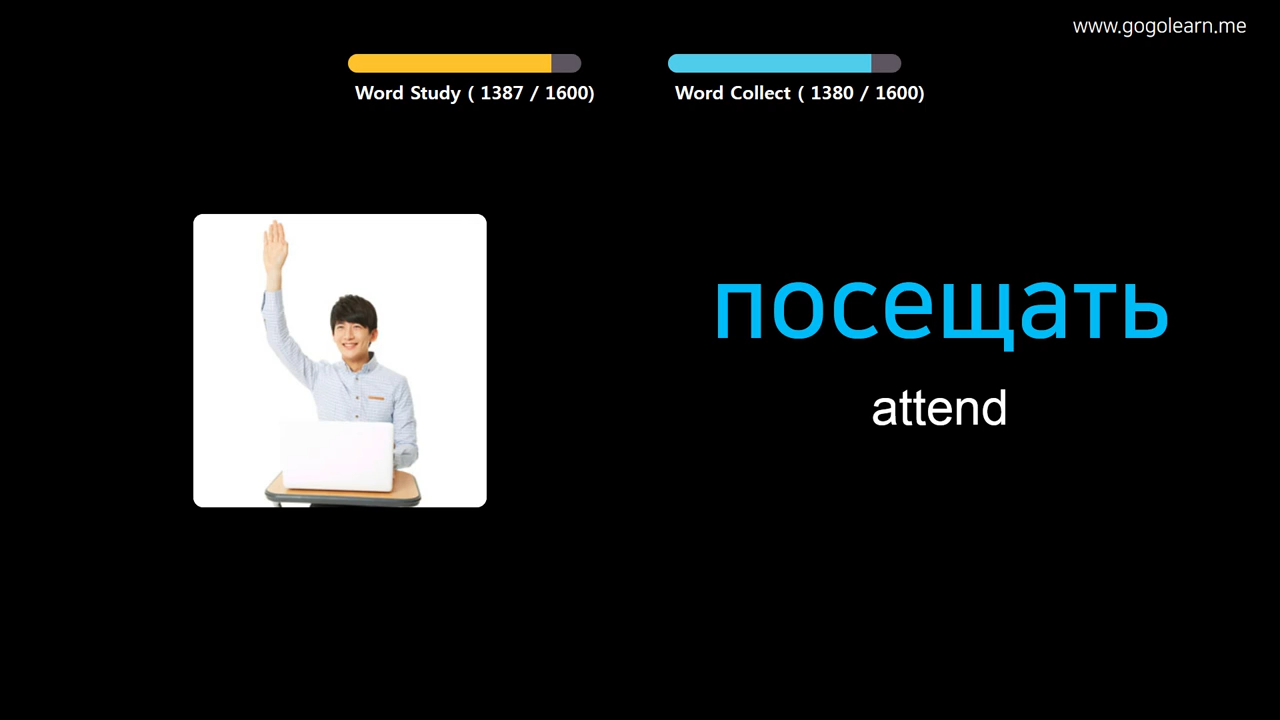 www.gogolearn.me
Word Study ( 1387 / 1600)
Word Collect ( 1380 / 1600)
посещать
attend